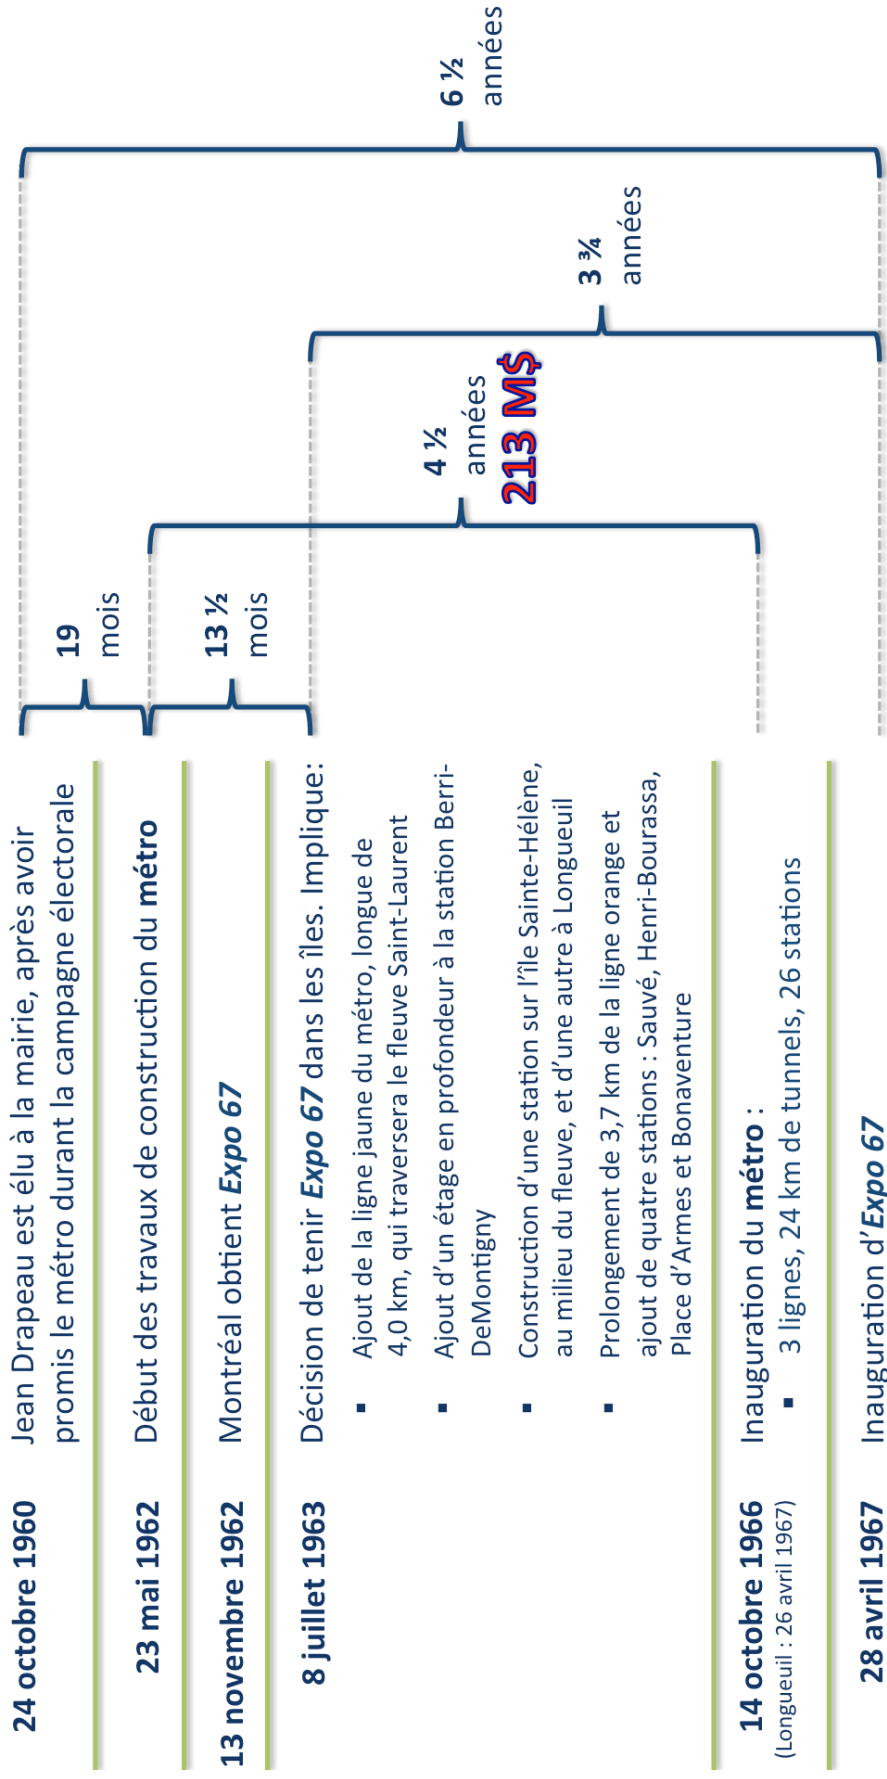 24 octobre 1960
Jean Drapeau est élu à la mairie, après avoir
promis le métro durant la campagne électorale
23 mai 1962
Début des travaux de construction du métro
13 novembre 1962
Montréal obtient Expo 67
8 juillet 1963
Décision de tenir Expo 67 dans les îles. Implique:
▪ Ajout de la ligne jaune du métro, longue de
4,0 km, qui traversera le fleuve Saint-Laurent
▪ Ajout d’un étage en profondeur à la station Berri-
DeMontigny
▪ Construction d’une station sur l’île Sainte-Hélène,
au milieu du fleuve, et d’une autre à Longueuil
▪ Prolongement de 3,7 km de la ligne orange et
ajout de quatre stations : Sauvé, Henri-Bourassa,
Place d’Armes et Bonaventure
14 octobre 1966
(Longueuil : 26 avril 1967)
Inauguration du métro :
▪ 3 lignes, 24 km de tunnels, 26 stations
28 avril 1967
Inauguration d’Expo 67
19
mois
13 ½
mois
4 ½
années
213 M$
3 ¾
années
6 ½
années